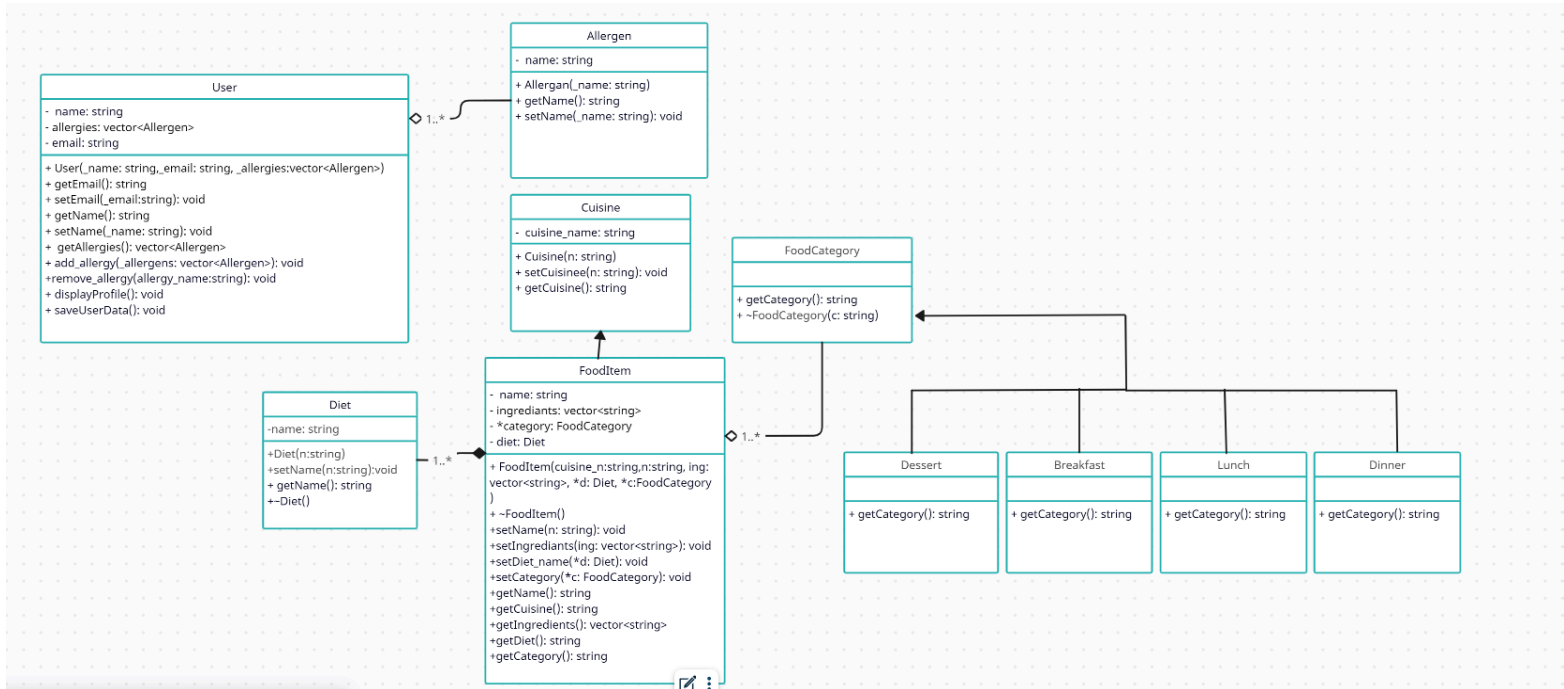 Allergen
- name: string
+ Allergan(_name: string)
+ getName(): string
+ setName(_name: string): void
User
- name: string
- allergies: vector<Allergen>
- email: string
+ User(_name: string,_email: string, _allergies:vector<Allergen>)
+ getEmail(): string
+ setEmail(_email:string): void
+ getName(): string
+ setName(_name: string): void
+ getAllergies(): vector<Allergen>
+ add_allergy(_allergens: vector<Allergen>): void
+remove_allergy(allergy_name:string): void
+ displayProfile(): void
+ saveUserData(): void
1..*
Cuisine
- cuisine_name: string
+ Cuisine(n: string)
+ setCuisinee(n: string): void
+ getCuisine(): string
FoodCategory
+ getCategory(): string
+ ~FoodCategory(c: string)
Diet
-name: string
+Diet(n:string)
+setName(n:string):void
+ getName(): string
+~Diet()
1..*
FoodItem
- name: string
- ingrediants: vector<string>
- *category: FoodCategory
- diet: Diet
+ FoodItem(cuisine_n:string,n:string, ing:
vector<string>, *d: Diet, *c:FoodCategory
)
+ ~FoodItem()
+setName(n: string): void
+setIngrediants(ing: vector<string>): void
+setDiet_name(*d: Diet): void
+setCategory(*c: FoodCategory): void
+getName(): string
+getCuisine(): string
+getIngredients(): vector<string>
+getDiet(): string
+getCategory(): string
1..*
Dessert
+ getCategory(): string
Breakfast
+ getCategory(): string
Lunch
+ getCategory(): string
Dinner
+ getCategory(): string